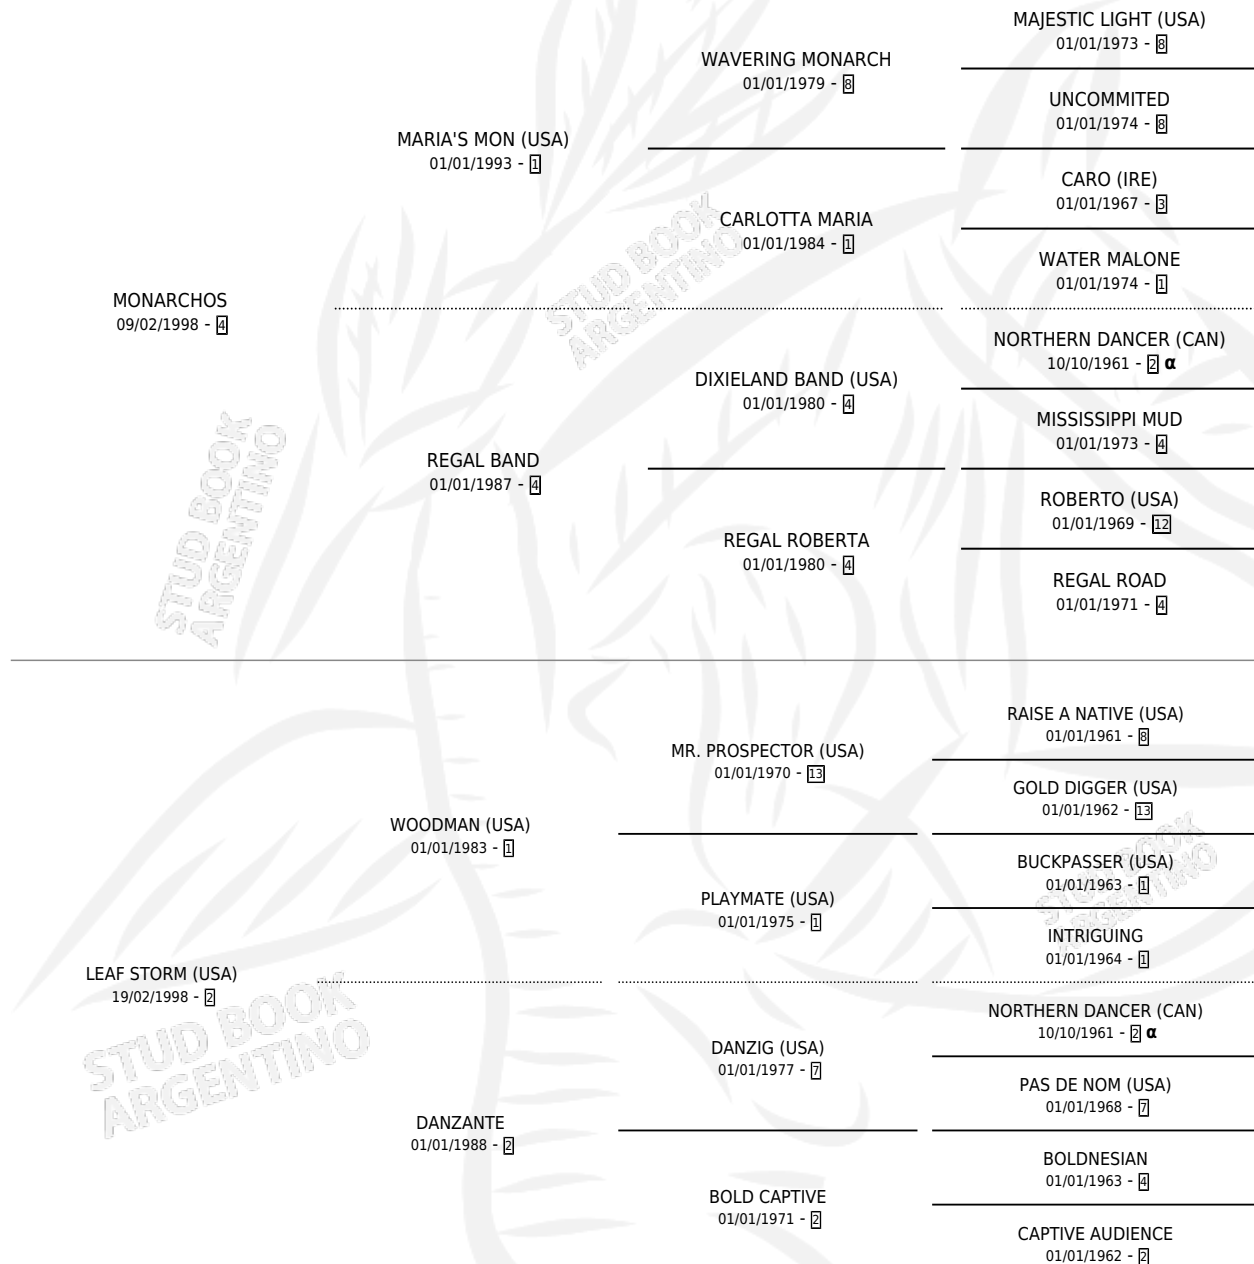 MAJESTIC LIGHT (USA)
01/01/1973 - 8
WAVERING MONARCH
01/01/1979 - 8
UNCOMMITED
01/01/1974 - 8
MARIA'S MON (USA)
01/01/1993 - 1
CARO (IRE)
01/01/1967 - 3
CARLOTTA MARIA
01/01/1984 - 1
WATER MALONE
01/01/1974 - 1
MONARCHOS
09/02/1998 - 4
NORTHERN DANCER (CAN)
10/10/1961 - 2 α
DIXIELAND BAND (USA)
01/01/1980 - 4
MISSISSIPPI MUD
01/01/1973 - 4
REGAL BAND
01/01/1987 - 4
ROBERTO (USA)
01/01/1969 - 12
REGAL ROBERTA
01/01/1980 - 4
REGAL ROAD
01/01/1971 - 4
RAISE A NATIVE (USA)
01/01/1961 - 8
MR. PROSPECTOR (USA)
01/01/1970 - 13
GOLD DIGGER (USA)
01/01/1962 - 13
WOODMAN (USA)
01/01/1983 - 1
BUCKPASSER (USA)
01/01/1963 - 1
PLAYMATE (USA)
01/01/1975 - 1
INTRIGUING
01/01/1964 - 1
LEAF STORM (USA)
19/02/1998 - 2
NORTHERN DANCER (CAN)
10/10/1961 - 2 α
DANZIG (USA)
01/01/1977 - 7
PAS DE NOM (USA)
01/01/1968 - 7
DANZANTE
01/01/1988 - 2
BOLDNESIAN
01/01/1963 - 4
BOLD CAPTIVE
01/01/1971 - 2
CAPTIVE AUDIENCE
01/01/1962 - 2
STUD BOOK
ARGENTINO
STUD BOOK
ARGENTINO
STUD BOOK
ARGENTINO
STUD BOOK
ARGENTINO